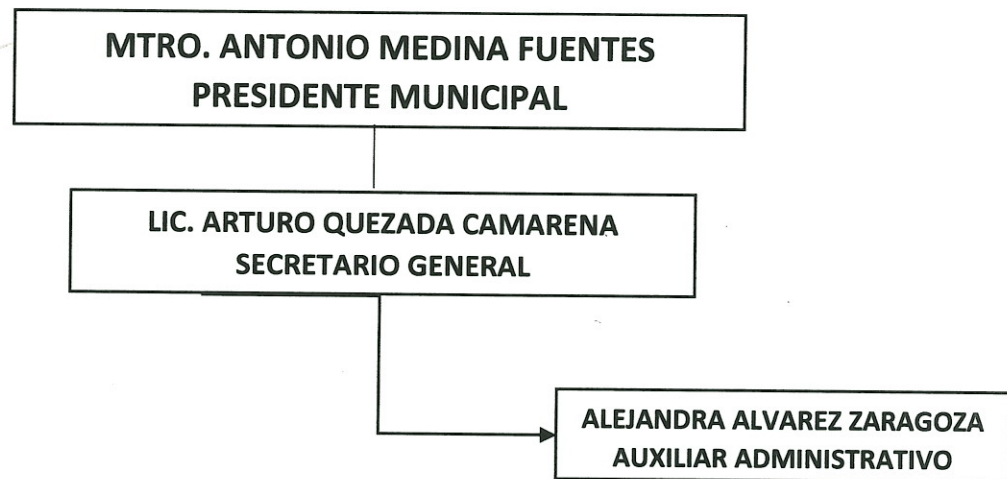 MTRO. ANTONIO MEDINA FUENTES
PRESIDENTE MUNICIPAL
LIC. ARTURO QUEZADA CAMARENA
SECRETARIO GENERAL
ALEJANDRA ALVAREZ ZARAGOZA
AUXILIAR ADMINISTRATIVO